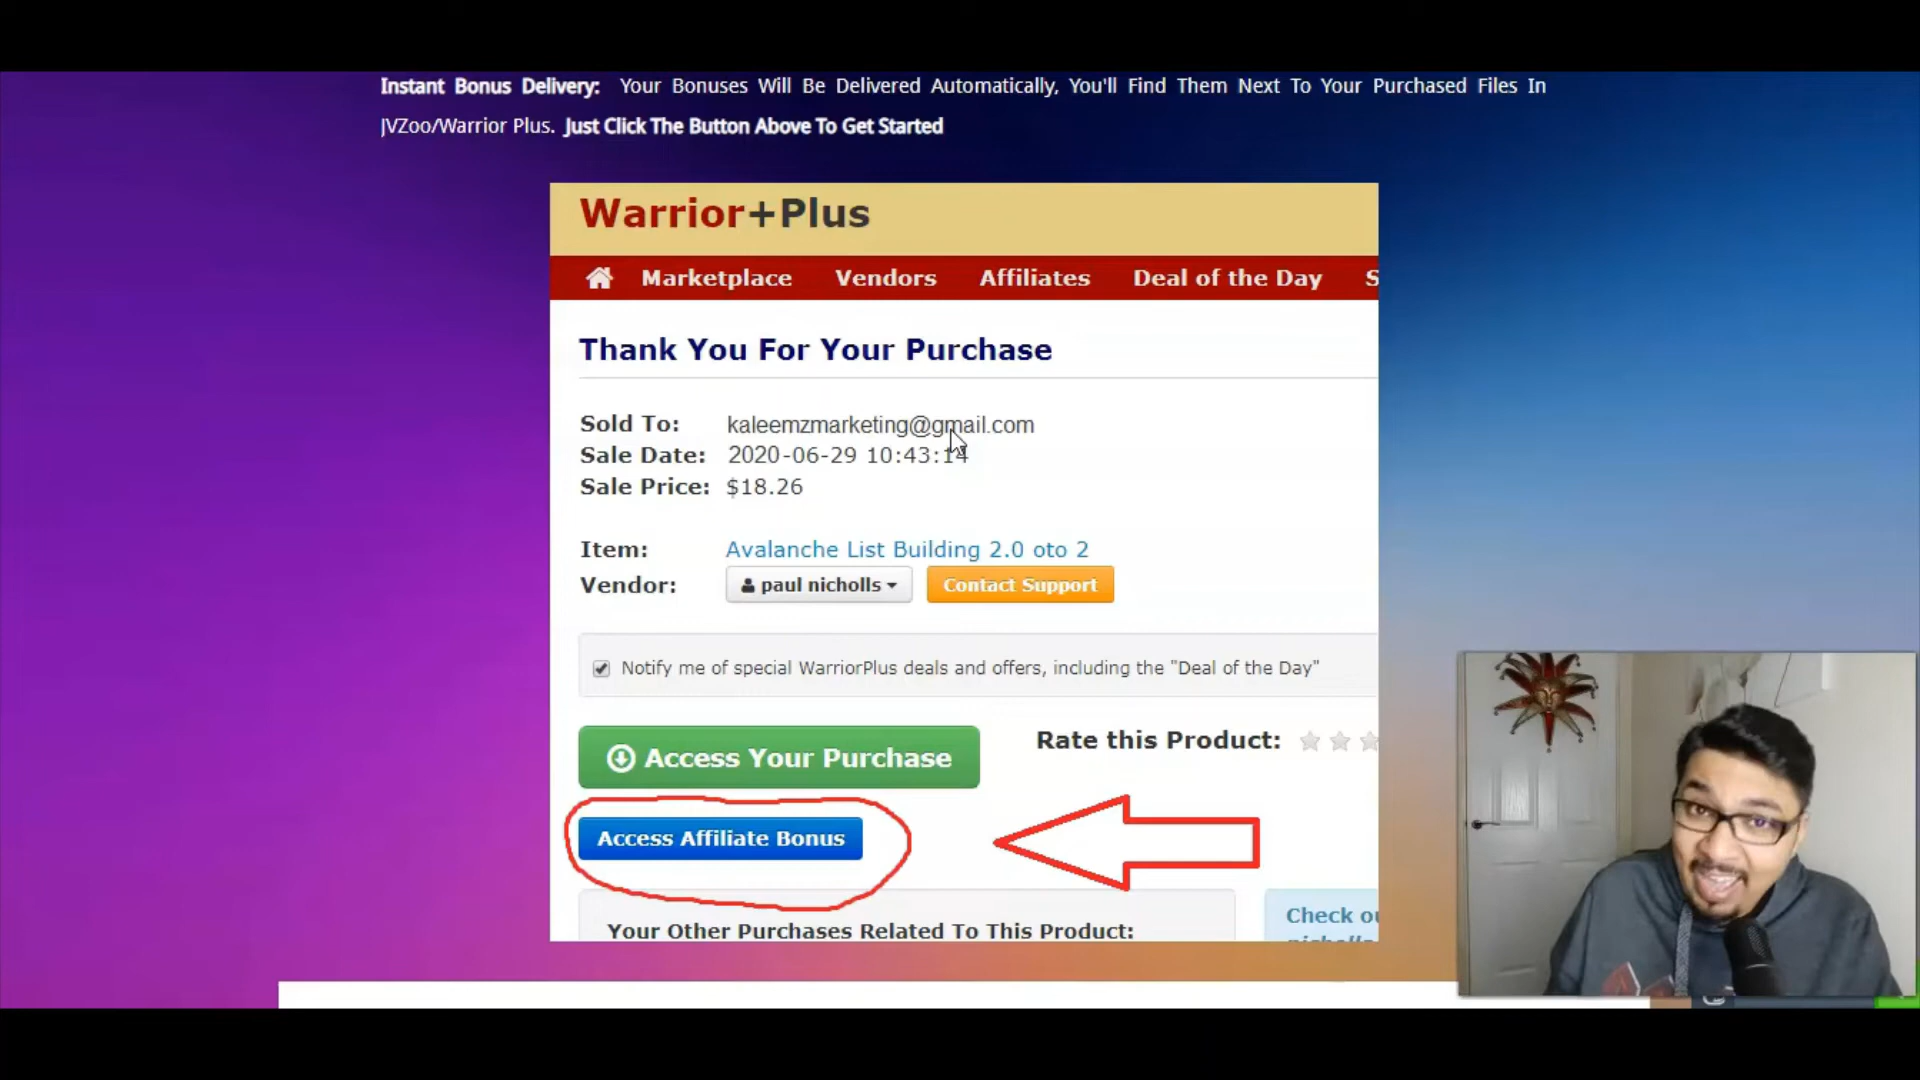 Instant Bonus Delivery: Your Bonuses Will Be Delivered Automatically, You'll Find Them Next To Your Purchased Files In
JVZoo/Warrior Plus. Just Click The Button Above To Get Started
Warrior+Plus
Marketplace Vendors Affiliates Deal of the Day S
Thank You For Your Purchase
Sold To: kaleemzmarketing@gmail.com
Sale Date: 2020-06-29 10:43:14
Sale Price: $18.26
Item: Avalanche List Building 2.0 oto 2
Vendor: paul nicholls Contact Support
Notify me of special WarriorPlus deals and offers, including the "Deal of the Day"
Access Your Purchase
Rate this Product:
Access Affiliate Bonus
Your Other Purchases Related To This Product:
Check ou